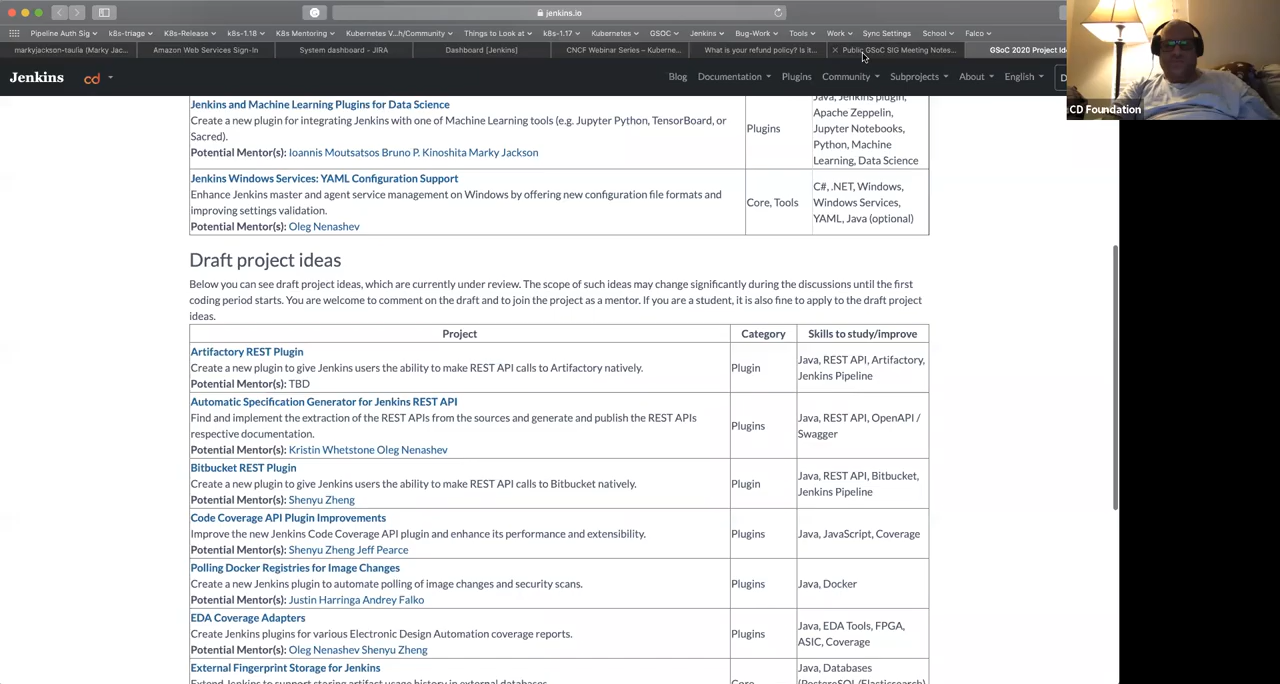 jenkins.io
Pipeline Auth Sig
k8s-triage
K8s-Release
k8s-1.18
K8s Mentoring
Kubernetes V...h/Community
Things to Look at
k8s-1.17
Kubernetes
GSOC
Jenkins
Bug-Work
Tools
Work
Sync Settings
School
Falco
markyjackson-taulia (Marky Jac...
Amazon Web Services Sign-In
System dashboard - JIRA
Dashboard [Jenkins]
CNCF Webinar Series – Kuberne...
What is your refund policy? Is it...
Public GSoC SIG Meeting Notes...
GSoC 2020 Project Ide
Jenkins
cd
Blog
Documentation
Plugins
Community
Subprojects
About
English
D
CD Foundation
Jenkins and Machine Learning Plugins for Data Science
Create a new plugin for integrating Jenkins with one of Machine Learning tools (e.g. Jupyter Python, TensorBoard, or
Sacred).
Potential Mentor(s): Ioannis Moutsatsos Bruno P. Kinoshita Marky Jackson
Plugins
Java, Jenkins plugin,
Apache Zeppelin,
Jupyter Notebooks,
Python, Machine
Learning, Data Science
Jenkins Windows Services: YAML Configuration Support
Enhance Jenkins master and agent service management on Windows by offering new configuration file formats and
improving settings validation.
Potential Mentor(s): Oleg Nenashev
Core, Tools
C#, .NET, Windows,
Windows Services,
YAML, Java (optional)
Draft project ideas
Below you can see draft project ideas, which are currently under review. The scope of such ideas may change significantly during the discussions until the first
coding period starts. You are welcome to comment on the draft and to join the project as a mentor. If you are a student, it is also fine to apply to the draft project
ideas.
Project
Category
Skills to study/improve
Artifactory REST Plugin
Create a new plugin to give Jenkins users the ability to make REST API calls to Artifactory natively.
Potential Mentor(s): TBD
Plugin
Java, REST API, Artifactory,
Jenkins Pipeline
Automatic Specification Generator for Jenkins REST API
Find and implement the extraction of the REST APIs from the sources and generate and publish the REST APIs
respective documentation.
Potential Mentor(s): Kristin Whetstone Oleg Nenashev
Plugins
Java, REST API, OpenAPI /
Swagger
Bitbucket REST Plugin
Create a new plugin to give Jenkins users the ability to make REST API calls to Bitbucket natively.
Potential Mentor(s): Shenyu Zheng
Plugin
Java, REST API, Bitbucket,
Jenkins Pipeline
Code Coverage API Plugin Improvements
Improve the new Jenkins Code Coverage API plugin and enhance its performance and extensibility.
Potential Mentor(s): Shenyu Zheng Jeff Pearce
Plugins
Java, JavaScript, Coverage
Polling Docker Registries for Image Changes
Create a new Jenkins plugin to automate polling of image changes and security scans.
Potential Mentor(s): Justin Harringa Andrey Falko
Plugins
Java, Docker
EDA Coverage Adapters
Create Jenkins plugins for various Electronic Design Automation coverage reports.
Potential Mentor(s): Oleg Nenashev Shenyu Zheng
Plugins
Java, EDA Tools, FPGA,
ASIC, Coverage
External Fingerprint Storage for Jenkins
Extend Jenkins to support storing artifact usage history in external databases.
Core
Java, Databases
(PostgreSQL/Elasticsearch)